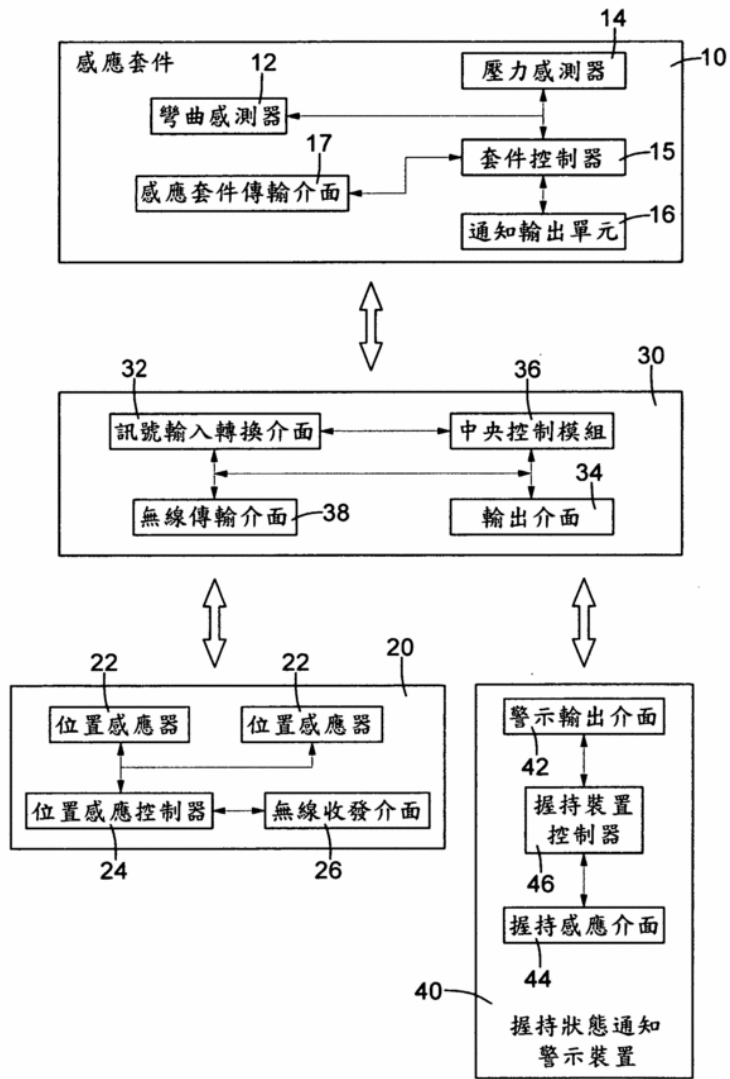 感應套件
12
14
10
壓力感測器
彎曲感測器
17
套件控制器
15
感應套件傳輸介面
16
通知輸出單元
30
32
36
訊號輸入轉換介面
中央控制模組
34
無線傳輸介面
38
輸出介面
20
22
22
位置感應器
位置感應器
位置感應控制器
無線收發介面
24
26
警示輸出介面
42
握持裝置
控制器
46
握持感應介面
44
40
握持狀態通知
警示裝置